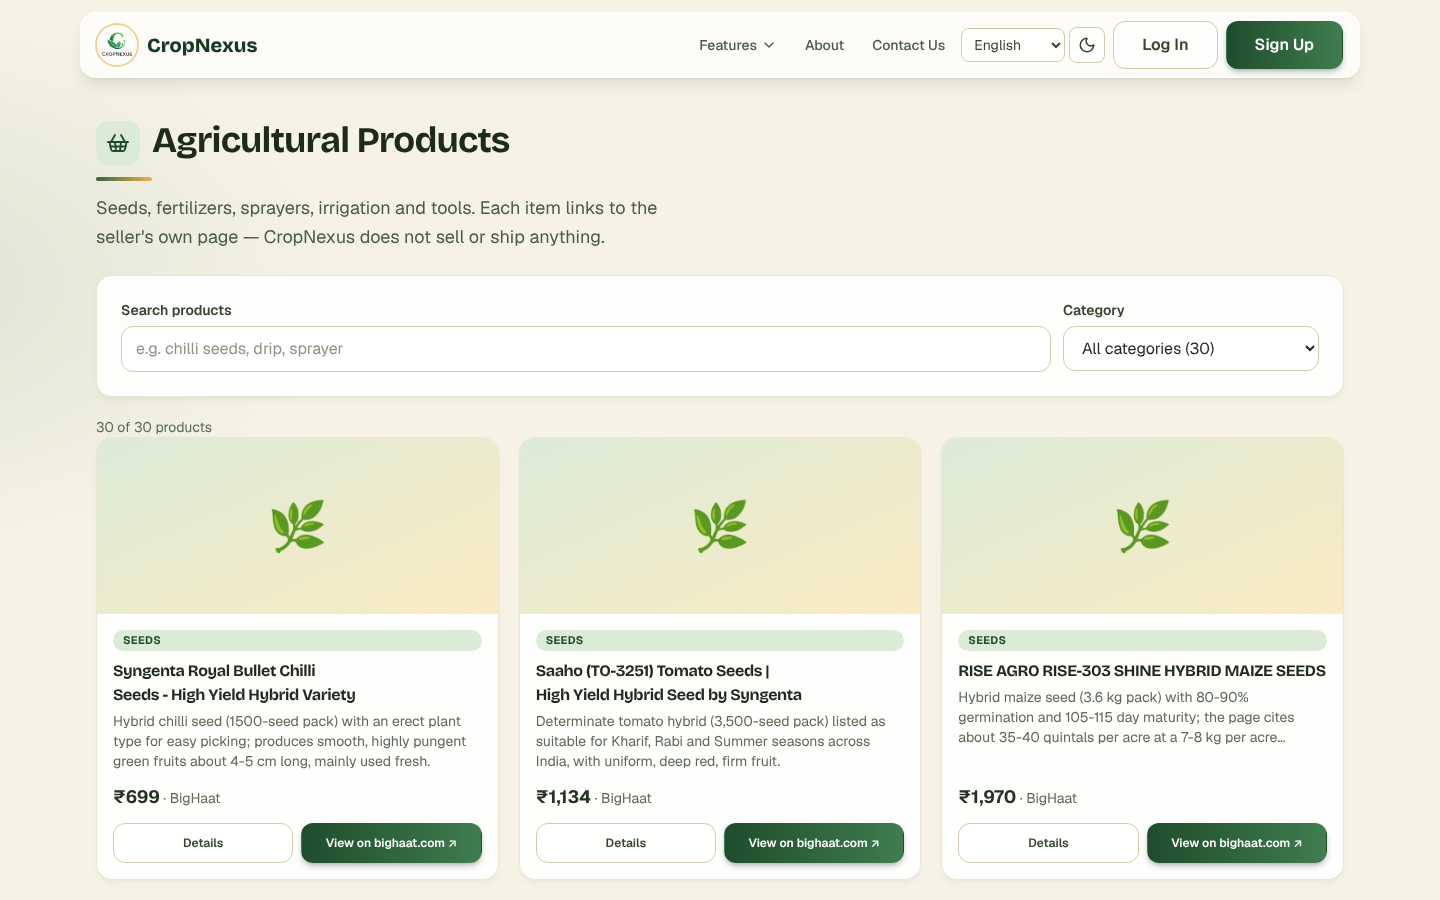 CROPNEXUS
CropNexus
Features
About
Contact Us
English
Log In
Sign Up
Agricultural Products
Seeds, fertilizers, sprayers, irrigation and tools. Each item links to the
seller's own page — CropNexus does not sell or ship anything.
Search products
Category
e.g. chilli seeds, drip, sprayer
All categories (30)
30 of 30 products
SEEDS
Syngenta Royal Bullet Chilli
Seeds - High Yield Hybrid Variety
Hybrid chilli seed (1500-seed pack) with an erect plant
type for easy picking; produces smooth, highly pungent
green fruits about 4-5 cm long, mainly used fresh.
₹699 · BigHaat
Details
View on bighaat.com ↗
SEEDS
Saaho (TO-3251) Tomato Seeds |
High Yield Hybrid Seed by Syngenta
Determinate tomato hybrid (3,500-seed pack) listed as
suitable for Kharif, Rabi and Summer seasons across
India, with uniform, deep red, firm fruit.
₹1,134 · BigHaat
Details
View on bighaat.com ↗
SEEDS
RISE AGRO RISE-303 SHINE HYBRID MAIZE SEEDS
Hybrid maize seed (3.6 kg pack) with 80-90%
germination and 105-115 day maturity; the page cites
about 35-40 quintals per acre at a 7-8 kg per acre…
₹1,970 · BigHaat
Details
View on bighaat.com ↗